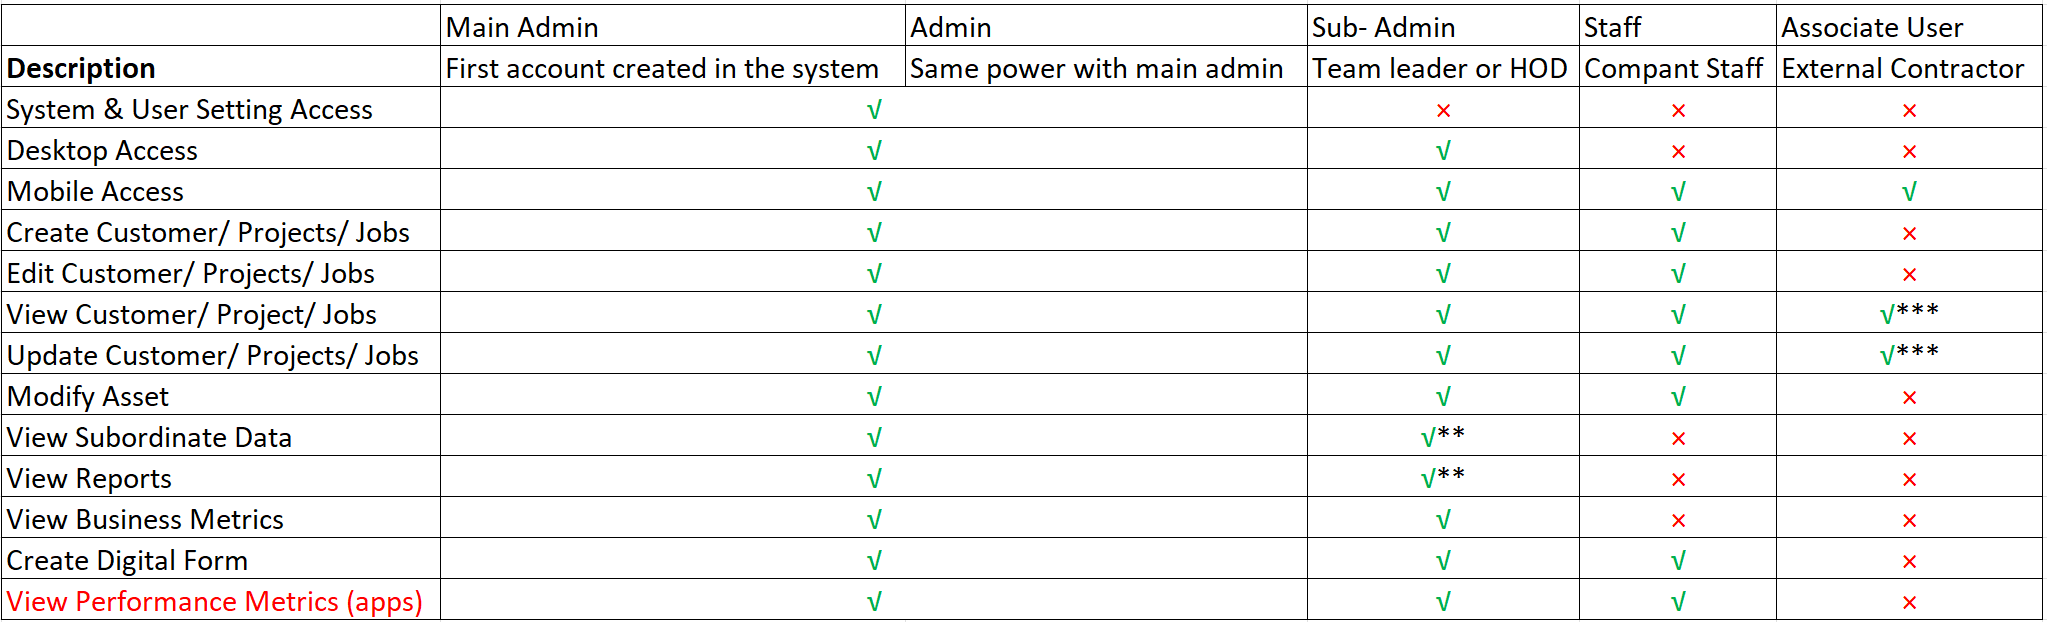 Main Admin Admin Sub- Admin Staff Associate User
Description First account created in the system Same power with main admin Team leader or HOD Compant Staff External Contractor
System & User Setting Access √ × × ×
Desktop Access √ √ × ×
Mobile Access √ √ √ √
Create Customer/ Projects/ Jobs √ √ √ ×
Edit Customer/ Projects/ Jobs √ √ √ ×
View Customer/ Project/ Jobs √ √ √ √***
Update Customer/ Projects/ Jobs √ √ √ √***
Modify Asset √ √ √ ×
View Subordinate Data √ √** × ×
View Reports √ √** × ×
View Business Metrics √ √ × ×
Create Digital Form √ √ √ ×
View Performance Metrics (apps) √ √ √ ×